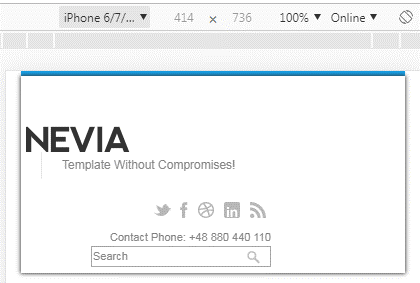 iPhone 6/7/... ▼ 414 × 736 100% ▼ Online ▼
NEVIA
Template Without Compromises!
Contact Phone: +48 880 440 110
Search